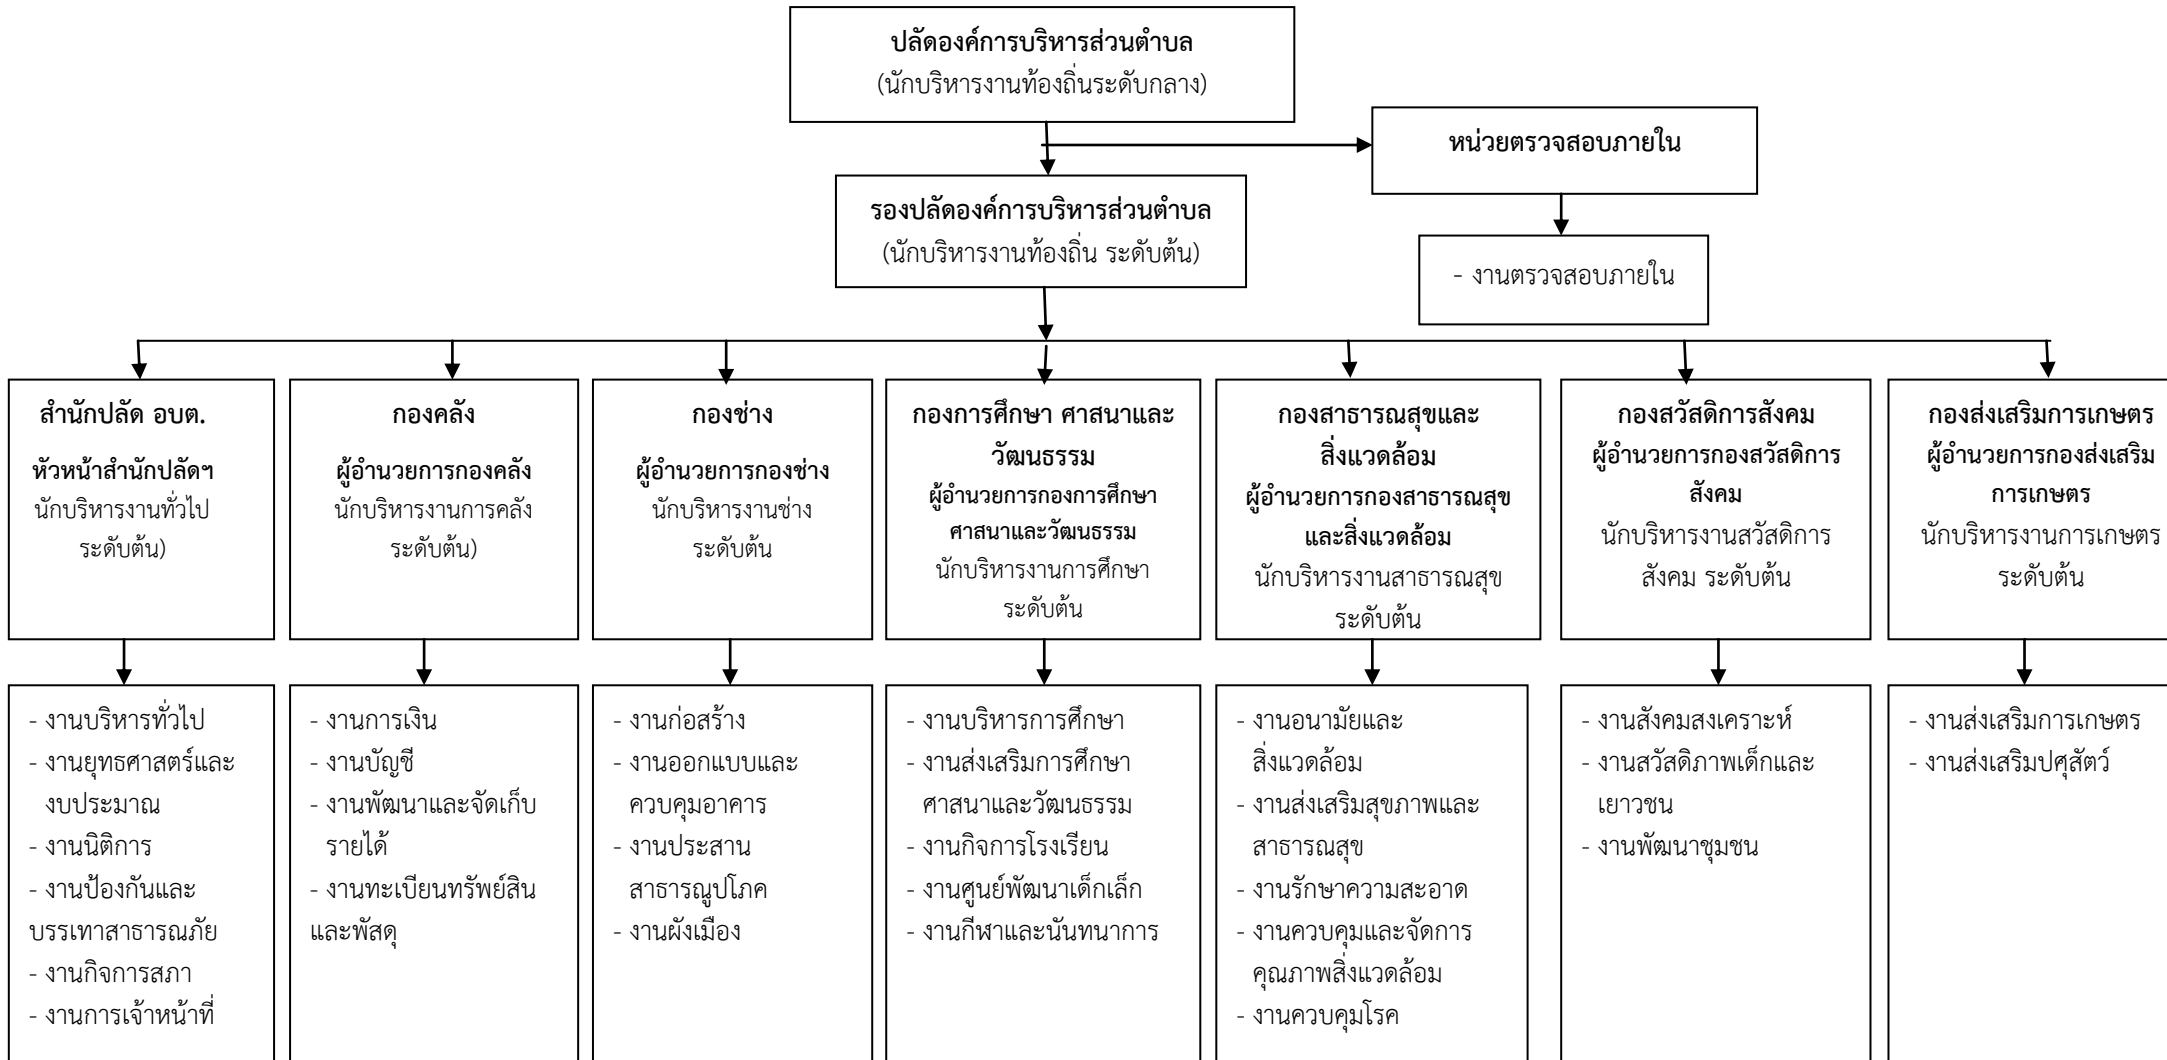 ปลัดองค์การบริหารส่วนตำบล
(นักบริหารงานท้องถิ่นระดับกลาง)
หน่วยตรวจสอบภายใน
รองปลัดองค์การบริหารส่วนตำบล
(นักบริหารงานท้องถิ่น ระดับต้น)
- งานตรวจสอบภายใน
สำนักปลัด อบต.
หัวหน้าสำนักปลัดฯ
นักบริหารงานทั่วไป
ระดับต้น)
กองคลัง
ผู้อำนวยการกองคลัง
นักบริหารงานการคลัง
ระดับต้น)
กองช่าง
ผู้อำนวยการกองช่าง
นักบริหารงานช่าง
ระดับต้น
กองการศึกษา ศาสนาและ
วัฒนธรรม
ผู้อำนวยการกองการศึกษา
ศาสนาและวัฒนธรรม
นักบริหารงานการศึกษา
ระดับต้น
กองสาธารณสุขและ
สิ่งแวดล้อม
ผู้อำนวยการกองสาธารณสุข
และสิ่งแวดล้อม
นักบริหารงานสาธารณสุข
ระดับต้น
กองสวัสดิการสังคม
ผู้อำนวยการกองสวัสดิการ
สังคม
นักบริหารงานสวัสดิการ
สังคม ระดับต้น
กองส่งเสริมการเกษตร
ผู้อำนวยการกองส่งเสริม
การเกษตร
นักบริหารงานการเกษตร
ระดับต้น
- งานบริหารทั่วไป
- งานยุทธศาสตร์และ
งบประมาณ
- งานนิติการ
- งานป้องกันและ
บรรเทาสาธารณภัย
- งานกิจการสภา
- งานการเจ้าหน้าที่
- งานการเงิน
- งานบัญชี
- งานพัฒนาและจัดเก็บ
รายได้
- งานทะเบียนทรัพย์สิน
และพัสดุ
- งานก่อสร้าง
- งานออกแบบและ
ควบคุมอาคาร
- งานประสาน
สาธารณูปโภค
- งานผังเมือง
- งานบริหารการศึกษา
- งานส่งเสริมการศึกษา
ศาสนาและวัฒนธรรม
- งานกิจการโรงเรียน
- งานศูนย์พัฒนาเด็กเล็ก
- งานกีฬาและนันทนาการ
- งานอนามัยและ
สิ่งแวดล้อม
- งานส่งเสริมสุขภาพและ
สาธารณสุข
- งานรักษาความสะอาด
- งานควบคุมและจัดการ
คุณภาพสิ่งแวดล้อม
- งานควบคุมโรค
- งานสังคมสงเคราะห์
- งานสวัสดิภาพเด็กและ
เยาวชน
- งานพัฒนาชุมชน
- งานส่งเสริมการเกษตร
- งานส่งเสริมปศุสัตว์